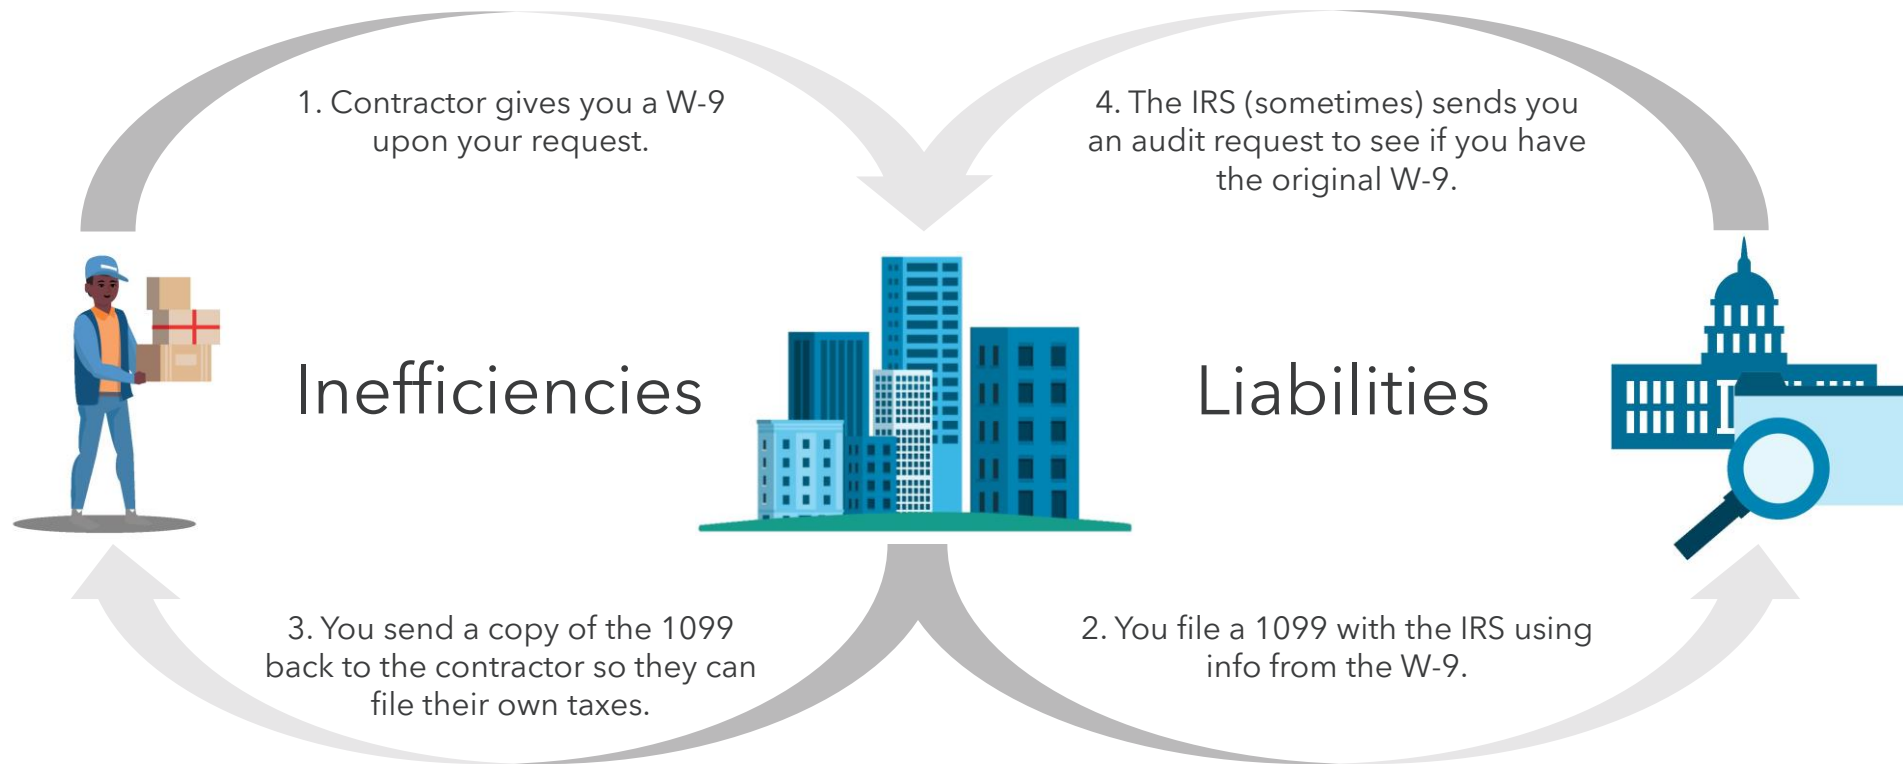 1. Contractor gives you a W-9
upon your request.
4. The IRS (sometimes) sends you
an audit request to see if you have
the original W-9.
Inefficiencies
Liabilities
3. You send a copy of the 1099
back to the contractor so they can
file their own taxes.
2. You file a 1099 with the IRS using
info from the W-9.